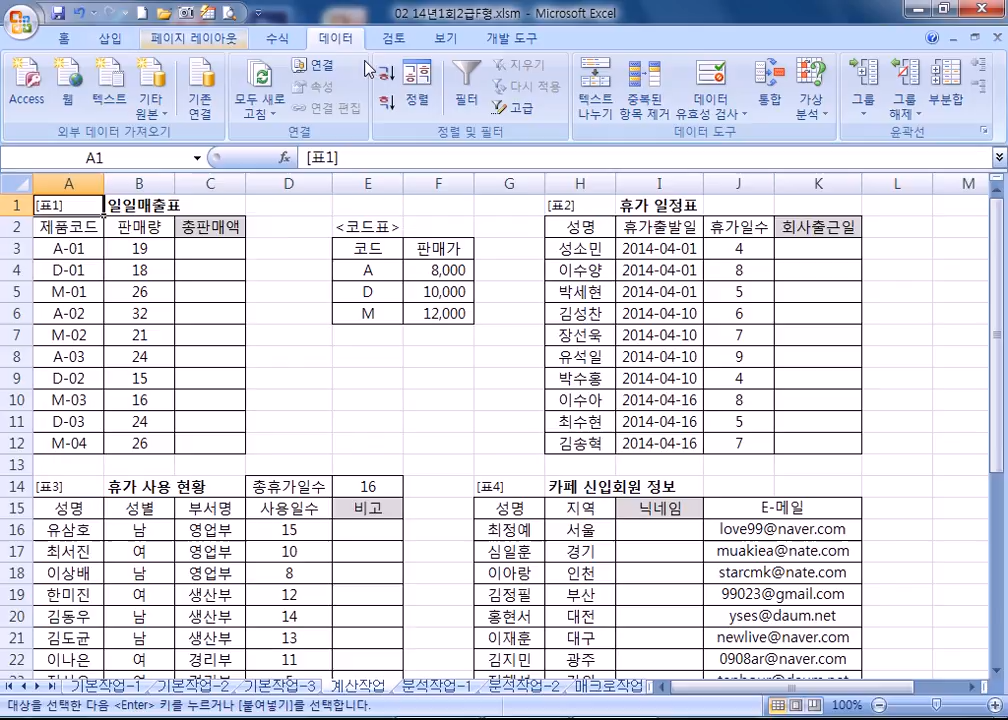 02 14년1회2급F형.xlsm - Microsoft Excel
홈 삽입 페이지 레이아웃 수식 데이터 검토 보기 개발 도구
Access 웹 텍스트 기타 원본 기존 연결 모두 새로 고침 연결 속성 연결 편집 정렬 필터 지우기 다시 적용 고급 텍스트 나누기 중복된 항목 제거 데이터 유효성 검사 통합 가상 분석 그룹 그룹 해제 부분합
외부 데이터 가져오기 연결 정렬 및 필터 데이터 도구 윤곽선
A1 fx [표1]
A B C D E F G H I J K L M
1 [표1] 일일매출표 [표2] 휴가 일정표
2 제품코드 판매량 총판매액 <코드표> 성명 휴가출발일 휴가일수 회사출근일
3 A-01 19 코드 판매가 성소민 2014-04-01 4
4 D-01 18 A 8,000 이수양 2014-04-01 8
5 M-01 26 D 10,000 박세현 2014-04-01 5
6 A-02 32 M 12,000 김성찬 2014-04-10 6
7 M-02 21 장선욱 2014-04-10 7
8 A-03 24 유석일 2014-04-10 9
9 D-02 15 박수홍 2014-04-10 4
10 M-03 16 이수아 2014-04-16 8
11 D-03 24 최수현 2014-04-16 5
12 M-04 26 김송혁 2014-04-16 7
13
14 [표3] 휴가 사용 현황 총휴가일수 16 [표4] 카페 신입회원 정보
15 성명 성별 부서명 사용일수 비고 성명 지역 닉네임 E-메일
16 유삼호 남 영업부 15 최정예 서울 love99@naver.com
17 최서진 여 영업부 10 심일훈 경기 muakiea@nate.com
18 이상배 남 영업부 8 이아랑 인천 starcmk@nate.com
19 한미진 여 생산부 12 김정필 부산 99023@gmail.com
20 김동우 남 생산부 14 홍현서 대전 yses@daum.net
21 김도균 남 생산부 13 이재훈 대구 newlive@naver.com
22 이나은 여 경리부 11 김지민 광주 0908ar@naver.com
기본작업-1 기본작업-2 기본작업-3 계산작업 분석작업-1 분석작업-2 매크로작업
대상을 선택한 다음 <Enter> 키를 누르거나 [붙여넣기]를 선택합니다. 100%